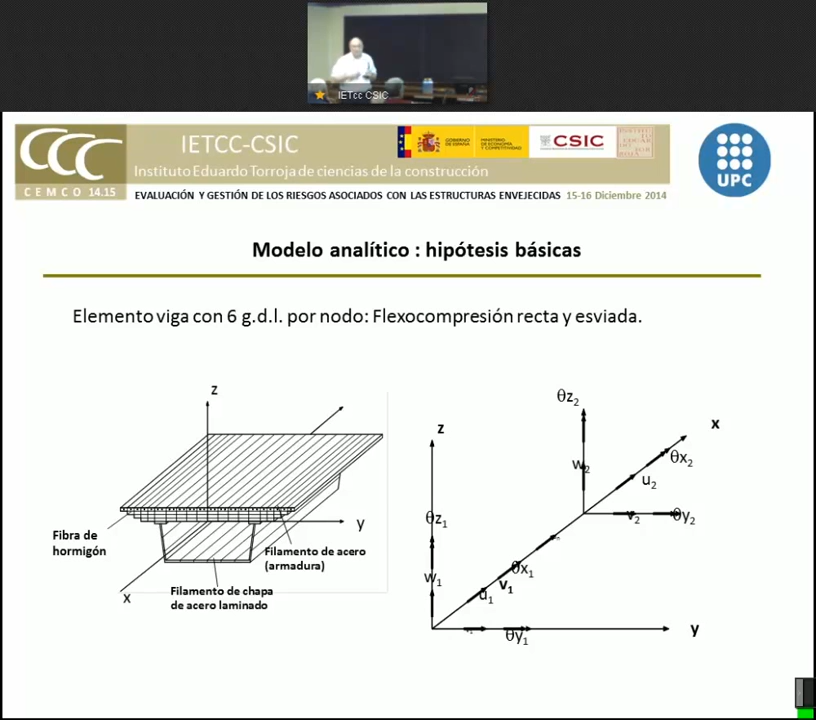 IETcc CSIC.
CCC
CEMCO 14.15
IETCC-CSIC
Instituto Eduardo Torroja de ciencias de la construcción
GOBIERNO DE ESPAÑA
MINISTERIO DE ECONOMÍA Y COMPETITIVIDAD
CSIC
UPC
EVALUACIÓN Y GESTIÓN DE LOS RIESGOS ASOCIADOS CON LAS ESTRUCTURAS ENVEJECIDAS 15-16 Diciembre 2014
Modelo analítico : hipótesis básicas
Elemento viga con 6 g.d.l. por nodo: Flexocompresión recta y esviada.
z
y
x
Fibra de
hormigón
Filamento de acero
(armadura)
Filamento de chapa
de acero laminado
θz₂
x
z
θx₂
w₂
u₂
θz₁
v₂
θy₂
θx₁
w₁
v₁
u₁
θy₁
y